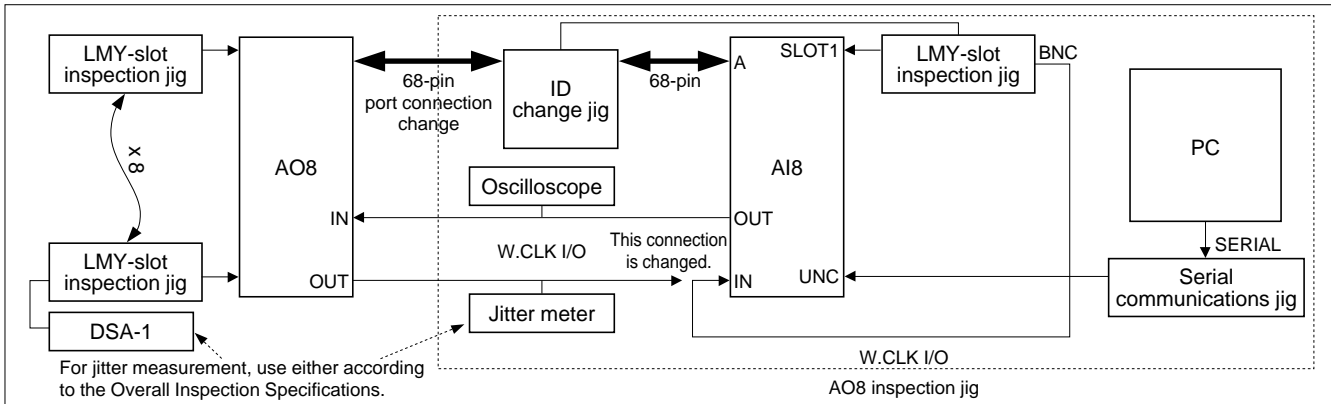 LMY-slot
inspection jig
x 8
LMY-slot
inspection jig
DSA-1
For jitter measurement, use either according
to the Overall Inspection Specifications.
AO8
IN
OUT
68-pin
port connection
change
ID
change jig
68-pin
Oscilloscope
W.CLK I/O
This connection
is changed.
Jitter meter
A
SLOT1
AI8
OUT
IN
UNC
LMY-slot
inspection jig
BNC
PC
SERIAL
Serial
communications jig
W.CLK I/O
AO8 inspection jig